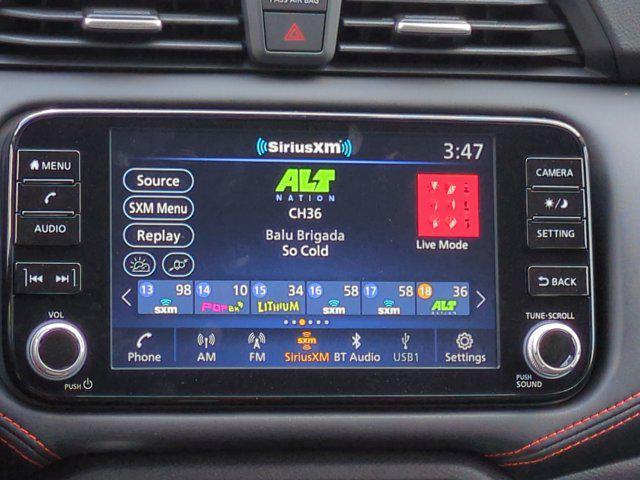 PASS AIR BAG
SiriusXM
3:47
MENU
AUDIO
VOL
PUSH
Source
SXM Menu
Replay
ALT
NATION
CH36
Balu Brigada
So Cold
Live Mode
13 98 sxm
14 10 POP
15 34 LITHIUM
16 58 sxm
17 58 sxm
18 36 ALT
Phone
AM
FM
sxm
SiriusXM
BT Audio
USB1
Settings
CAMERA
SETTING
BACK
TUNE·SCROLL
PUSH
SOUND